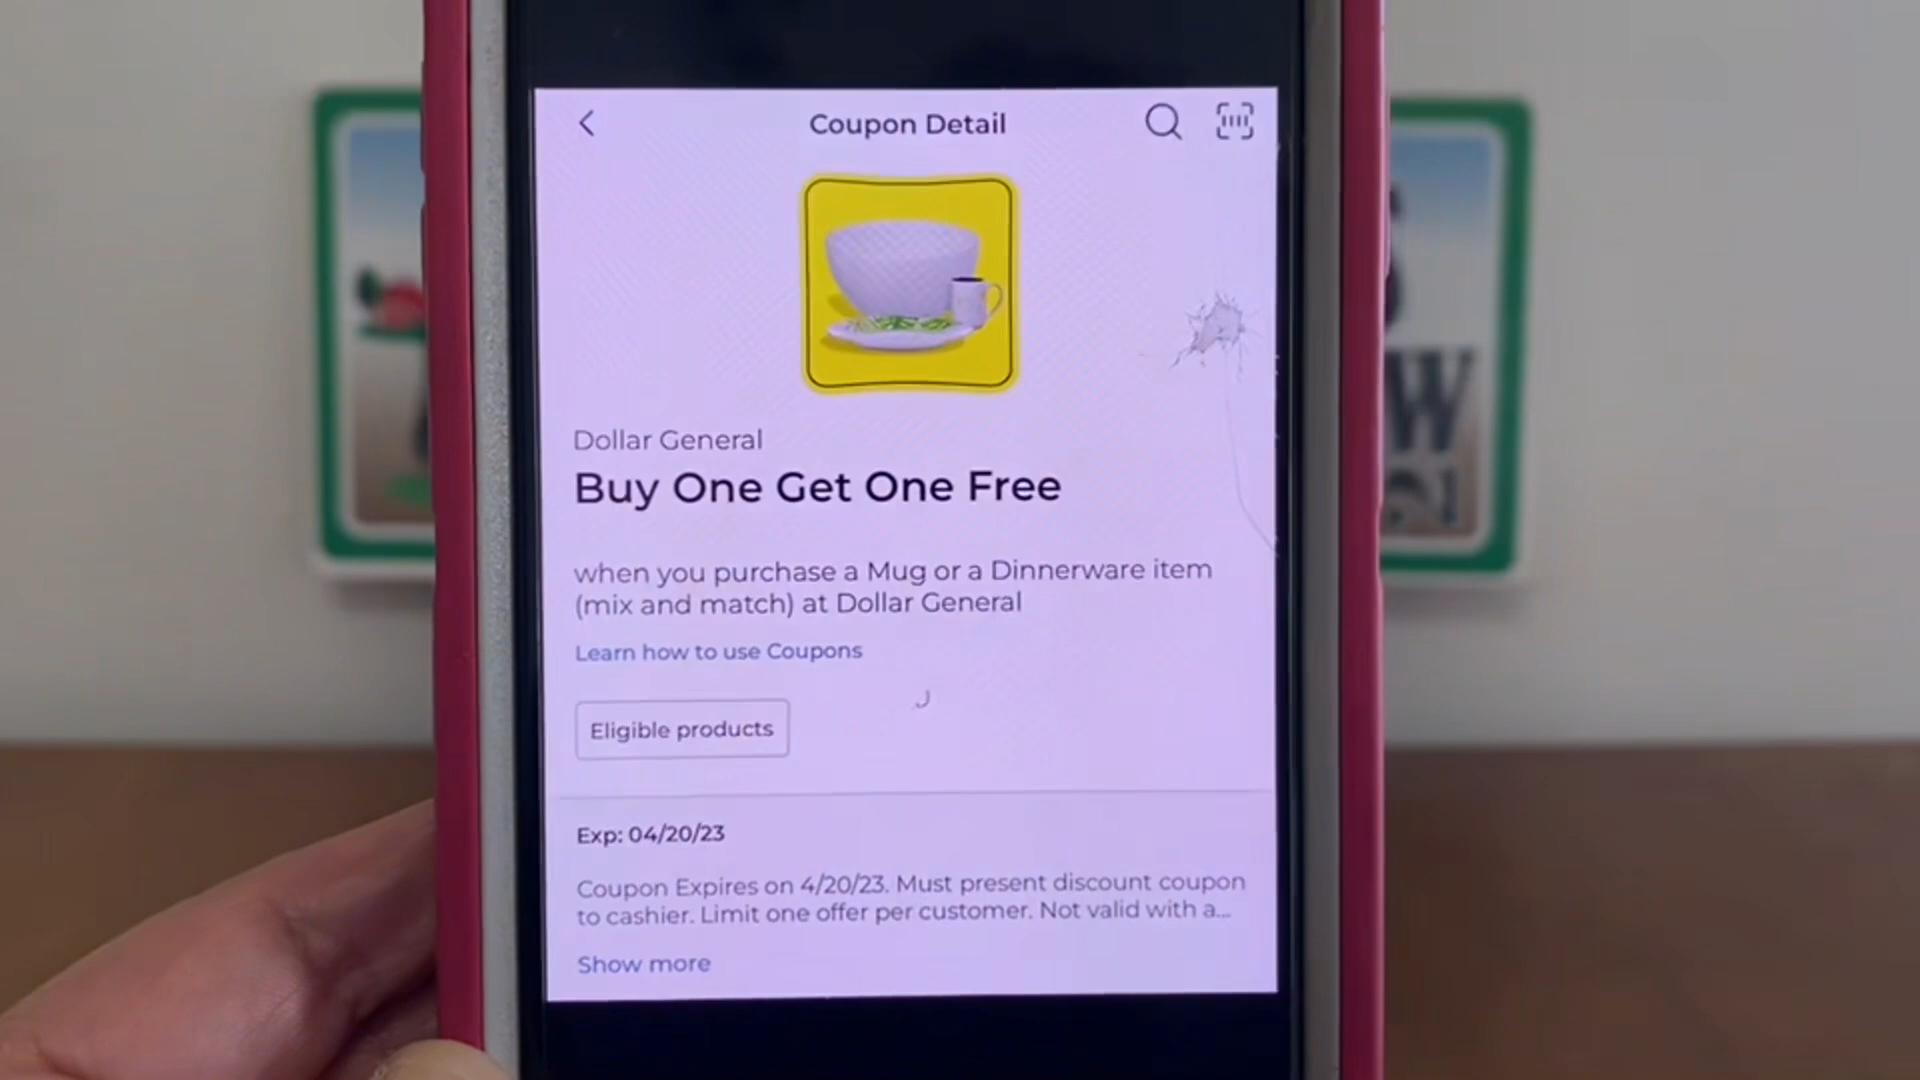 Coupon Detail
Dollar General
Buy One Get One Free
when you purchase a Mug or a Dinnerware item
(mix and match) at Dollar General
Learn how to use Coupons
Eligible products
Exp: 04/20/23
Coupon Expires on 4/20/23. Must present discount coupon
to cashier. Limit one offer per customer. Not valid with a...
Show more
W